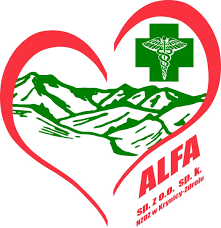 ALFA
sp. z o.o. sp. k.
NZOZ w Krynicy-Zdroju